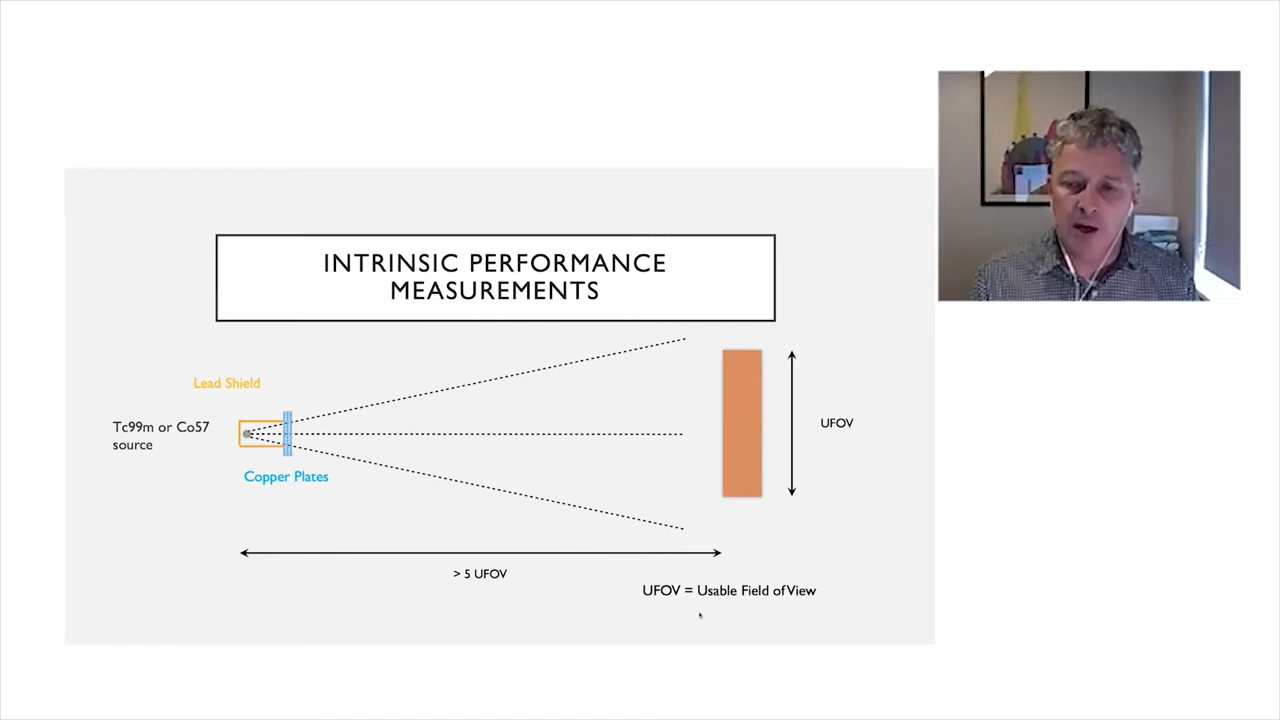 INTRINSIC PERFORMANCE
MEASUREMENTS
Lead Shield
Tc99m or Co57
source
Copper Plates
UFOV
> 5 UFOV
UFOV = Usable Field of View